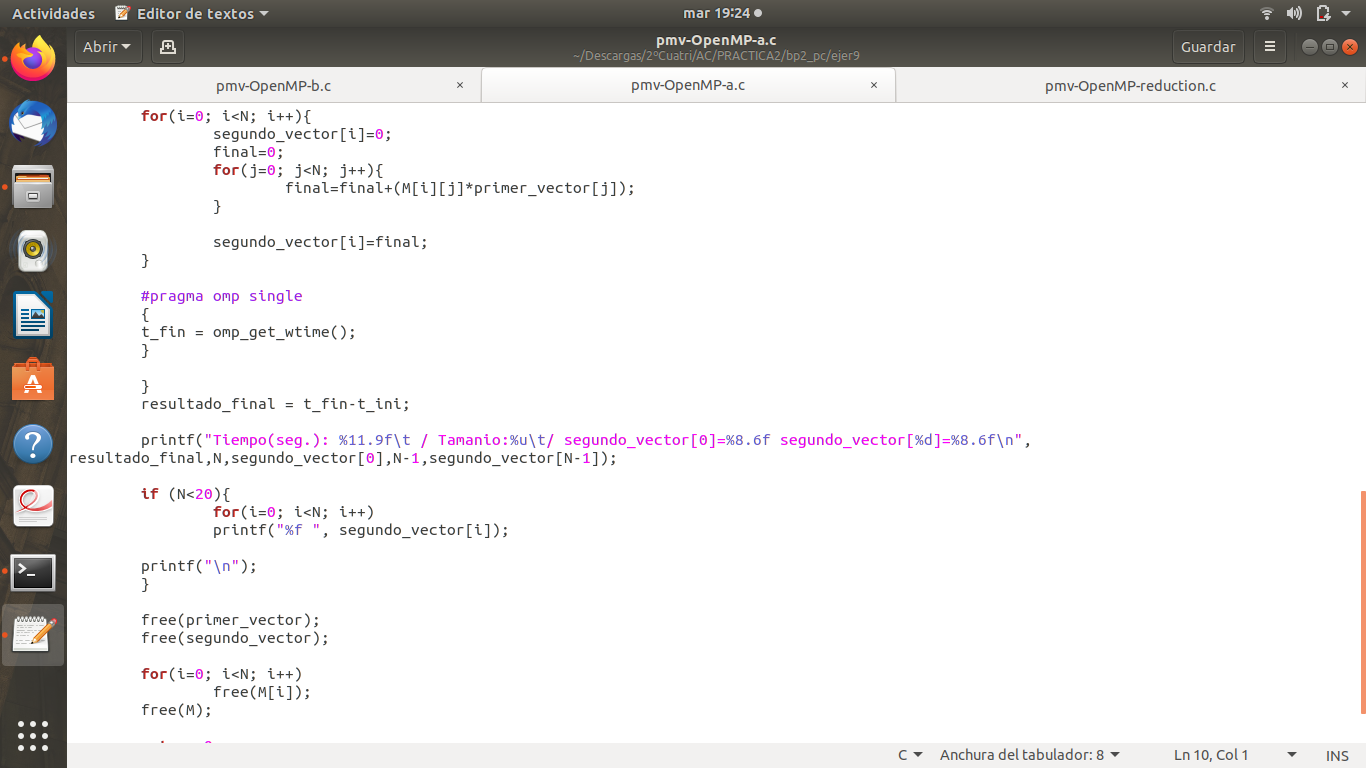 Actividades Editor de textos mar 19:24
Abrir pmv-OpenMP-a.c Guardar
~/Descargas/2ºCuatri/AC/PRACTICA2/bp2_pc/ejer9
pmv-OpenMP-b.c × pmv-OpenMP-a.c × pmv-OpenMP-reduction.c ×
for(i=0; i<N; i++){
segundo_vector[i]=0;
final=0;
for(j=0; j<N; j++){
final=final+(M[i][j]*primer_vector[j]);
}
segundo_vector[i]=final;
}
#pragma omp single
{
t_fin = omp_get_wtime();
}
}
resultado_final = t_fin-t_ini;
printf("Tiempo(seg.): %11.9f\t / Tamanio:%u\t/ segundo_vector[0]=%8.6f segundo_vector[%d]=%8.6f\n",
resultado_final,N,segundo_vector[0],N-1,segundo_vector[N-1]);
if (N<20){
for(i=0; i<N; i++)
printf("%f ", segundo_vector[i]);
printf("\n");
}
free(primer_vector);
free(segundo_vector);
for(i=0; i<N; i++)
free(M[i]);
free(M);
C Anchura del tabulador: 8 Ln 10, Col 1 INS